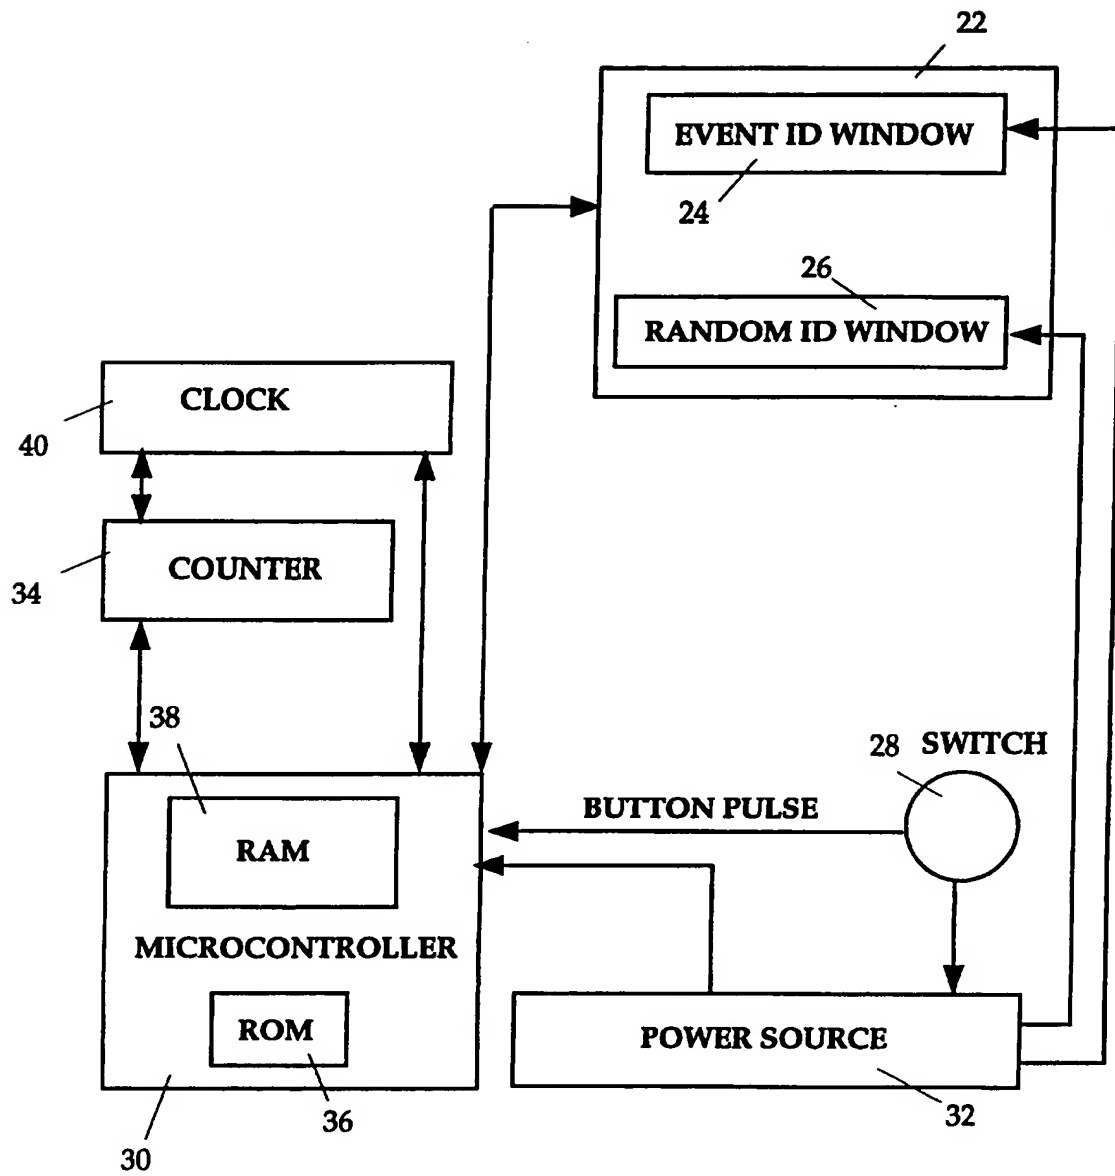 22
EVENT ID WINDOW
24
26
RANDOM ID WINDOW
CLOCK
40
COUNTER
34
38
28 SWITCH
BUTTON PULSE
RAM
MICROCONTROLLER
ROM
POWER SOURCE
36
32
30